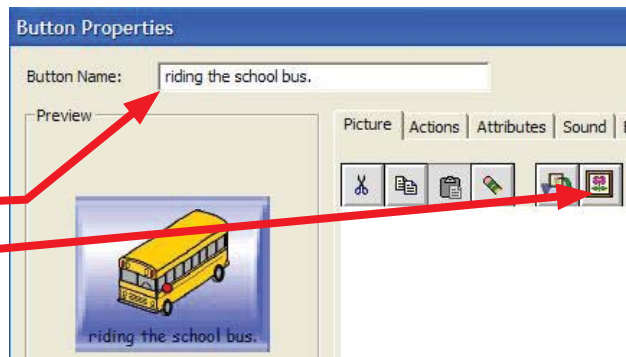 Button Properties
Button Name: riding the school bus.
Preview
Picture Actions Attributes Sound
riding the school bus.